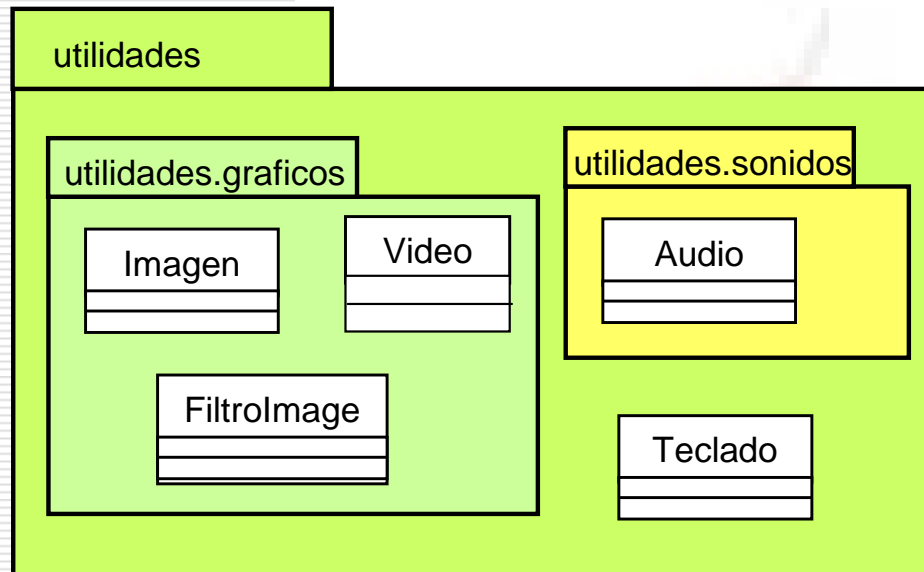 utilidades
utilidades.graficos
utilidades.sonidos
Imagen
Video
Audio
FiltroImage
Teclado